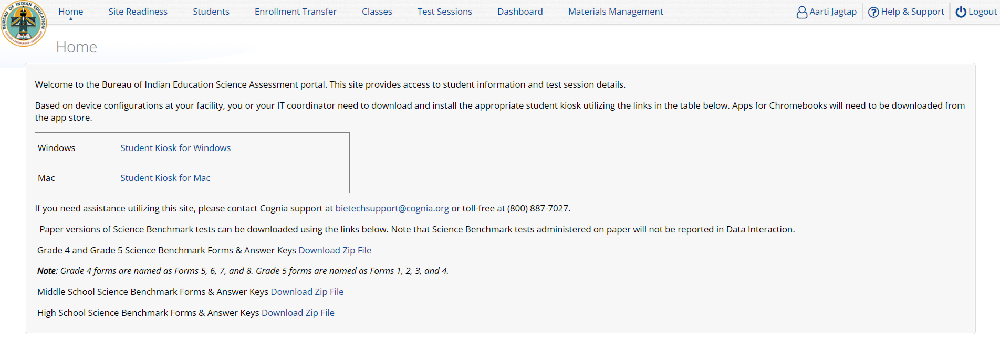 BUREAU OF INDIAN EDUCATION
CULTURE • KNOWLEDGE • LEADERSHIP
Home Site Readiness Students Enrollment Transfer Classes Test Sessions Dashboard Materials Management Aarti Jagtap Help & Support Logout
Home
Welcome to the Bureau of Indian Education Science Assessment portal. This site provides access to student information and test session details.
Based on device configurations at your facility, you or your IT coordinator need to download and install the appropriate student kiosk utilizing the links in the table below. Apps for Chromebooks will need to be downloaded from
the app store.
Windows Student Kiosk for Windows
Mac Student Kiosk for Mac
If you need assistance utilizing this site, please contact Cognia support at bietechsupport@cognia.org or toll-free at (800) 887-7027.
Paper versions of Science Benchmark tests can be downloaded using the links below. Note that Science Benchmark tests administered on paper will not be reported in Data Interaction.
Grade 4 and Grade 5 Science Benchmark Forms & Answer Keys Download Zip File
Note: Grade 4 forms are named as Forms 5, 6, 7, and 8. Grade 5 forms are named as Forms 1, 2, 3, and 4.
Middle School Science Benchmark Forms & Answer Keys Download Zip File
High School Science Benchmark Forms & Answer Keys Download Zip File